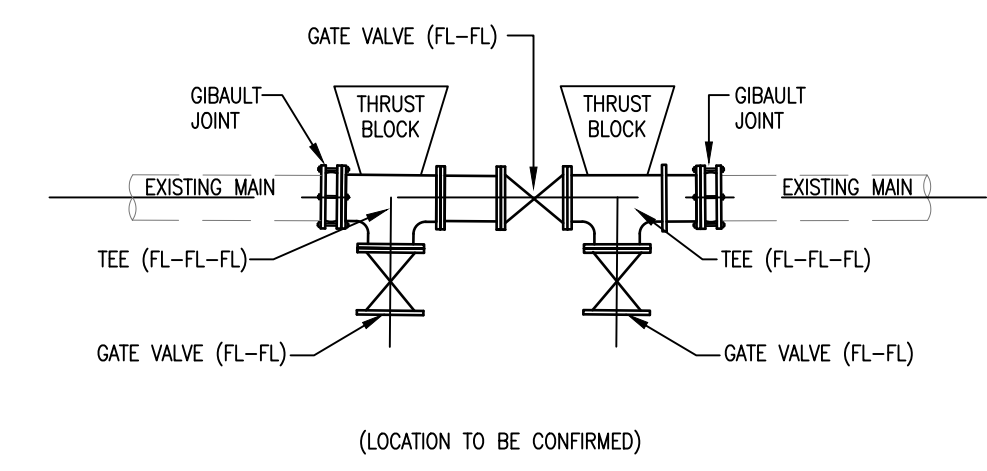 GATE VALVE (FL-FL)
GIBAULT
JOINT
THRUST
BLOCK
THRUST
BLOCK
GIBAULT
JOINT
EXISTING MAIN
EXISTING MAIN
TEE (FL-FL-FL)
TEE (FL-FL-FL)
GATE VALVE (FL-FL)
GATE VALVE (FL-FL)
(LOCATION TO BE CONFIRMED)